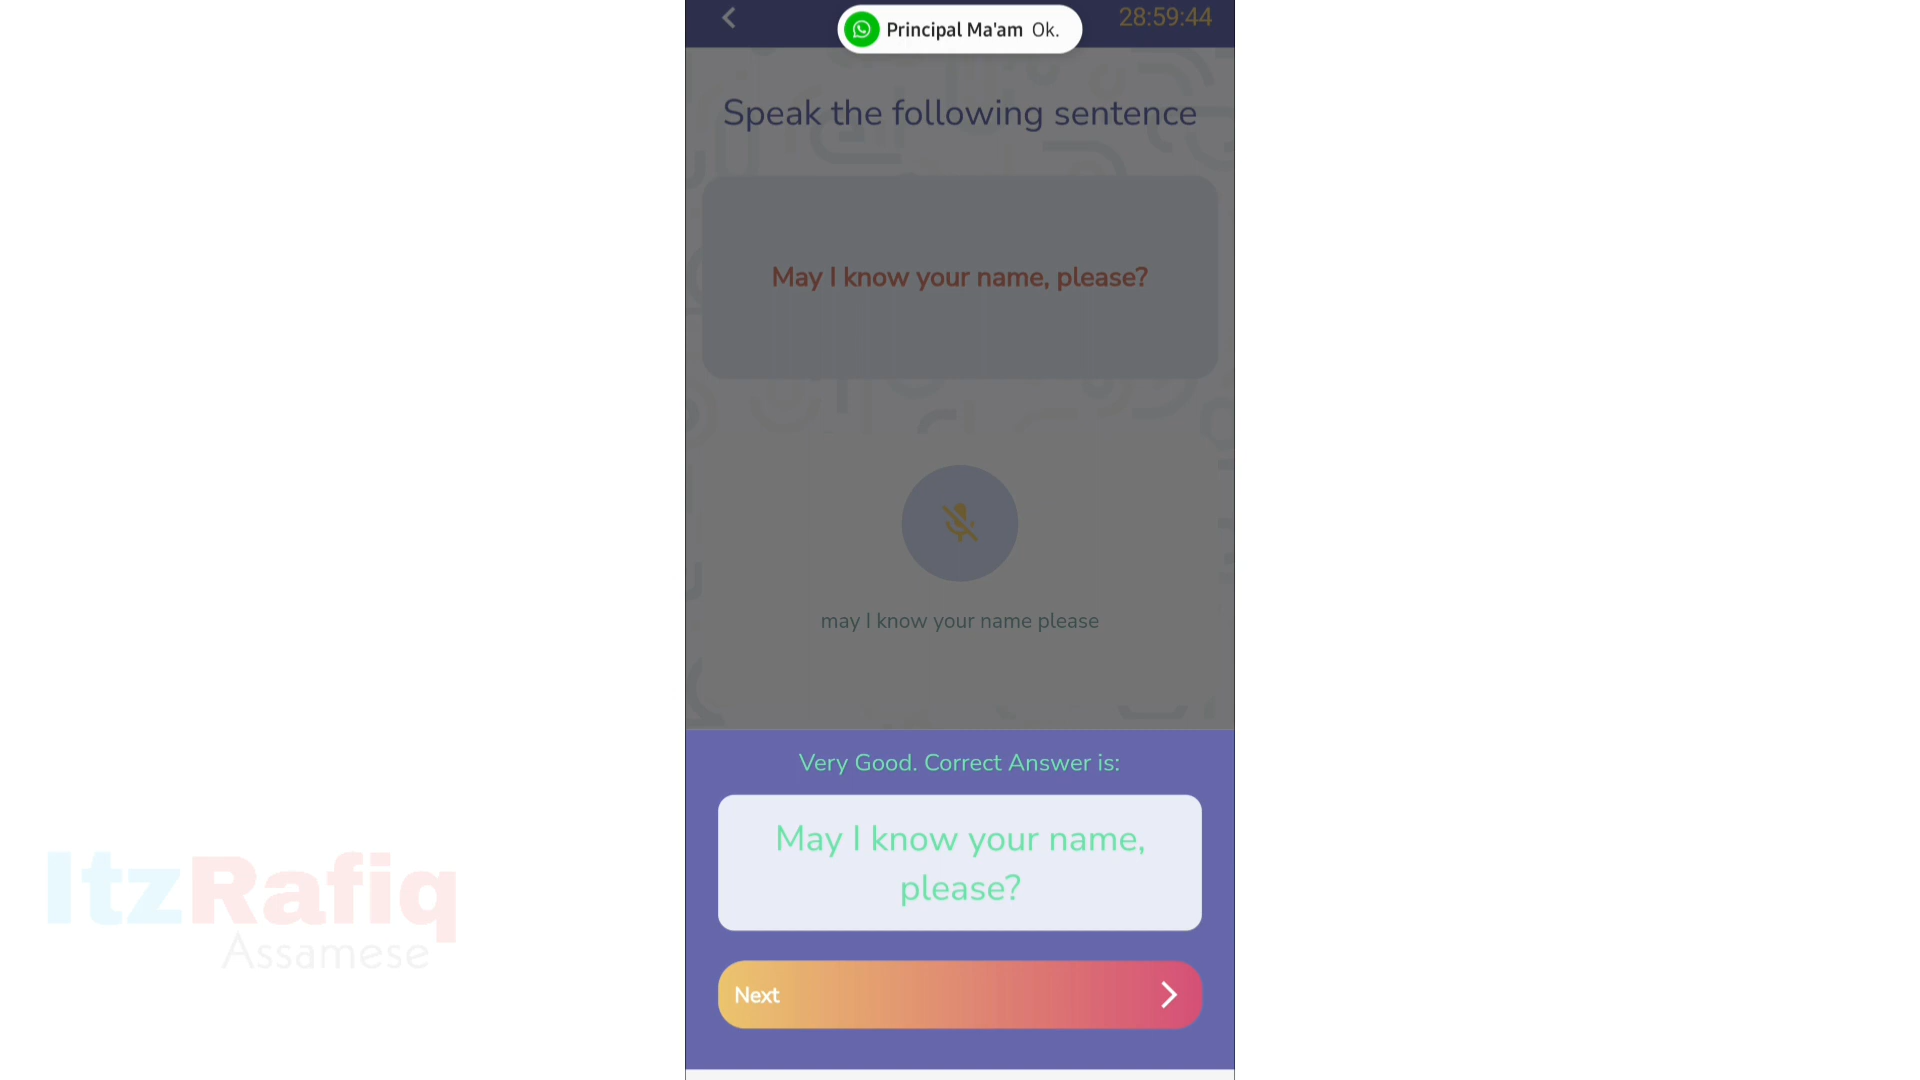 Principal Ma'am Ok.
28:59:44
Speak the following sentence
May I know your name, please?
may I know your name please
Very Good. Correct Answer is:
May I know your name,
please?
Next
ItzRafiq
Assamese